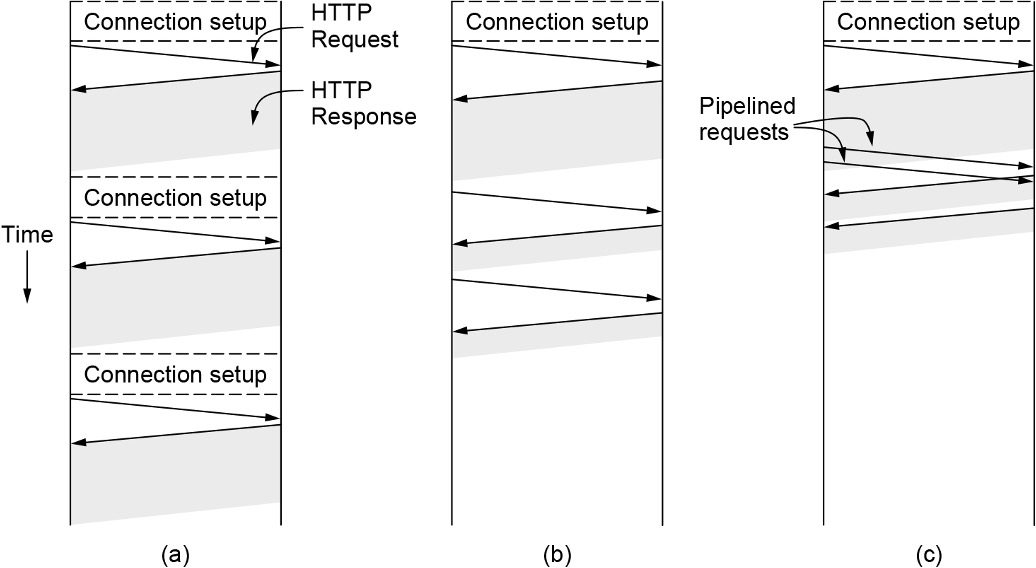 Connection setup
HTTP
Request
HTTP
Response
Connection setup
Time
Connection setup
(a)
Connection setup
(b)
Connection setup
Pipelined
requests
(c)